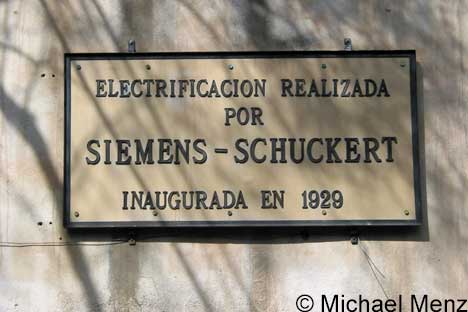 ELECTRIFICACION REALIZADA
POR
SIEMENS-SCHUCKERT
INAUGURADA EN 1929
© Michael Menz